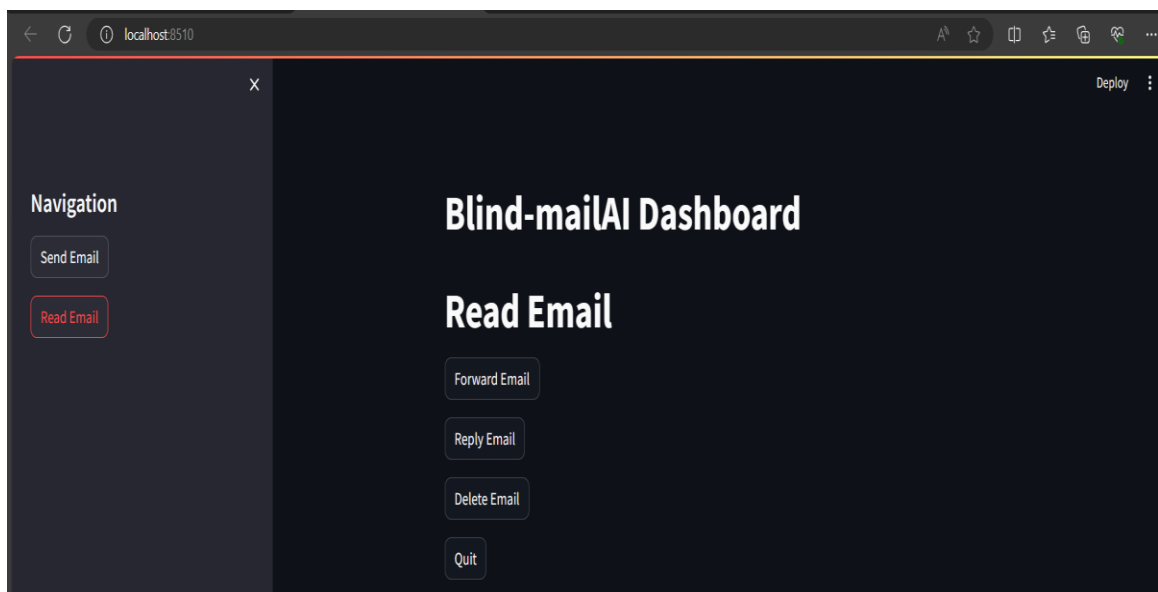 localhost:8510
X
Deploy
Navigation
Send Email
Read Email
Blind-mailAI Dashboard
Read Email
Forward Email
Reply Email
Delete Email
Quit